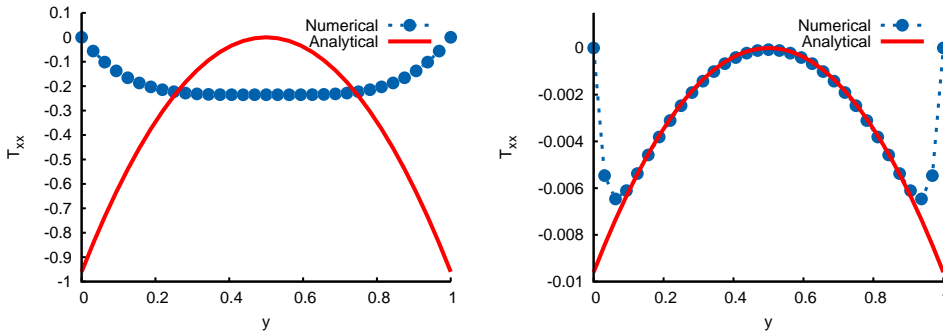 0.1
0
-0.1
-0.2
-0.3
-0.4
-0.5
-0.6
-0.7
-0.8
-0.9
-1
T_xx
Numerical
Analytical
0 0.2 0.4 0.6 0.8 1
y
0
-0.002
-0.004
-0.006
-0.008
-0.01
T_xx
Numerical
Analytical
0 0.2 0.4 0.6 0.8 1
y